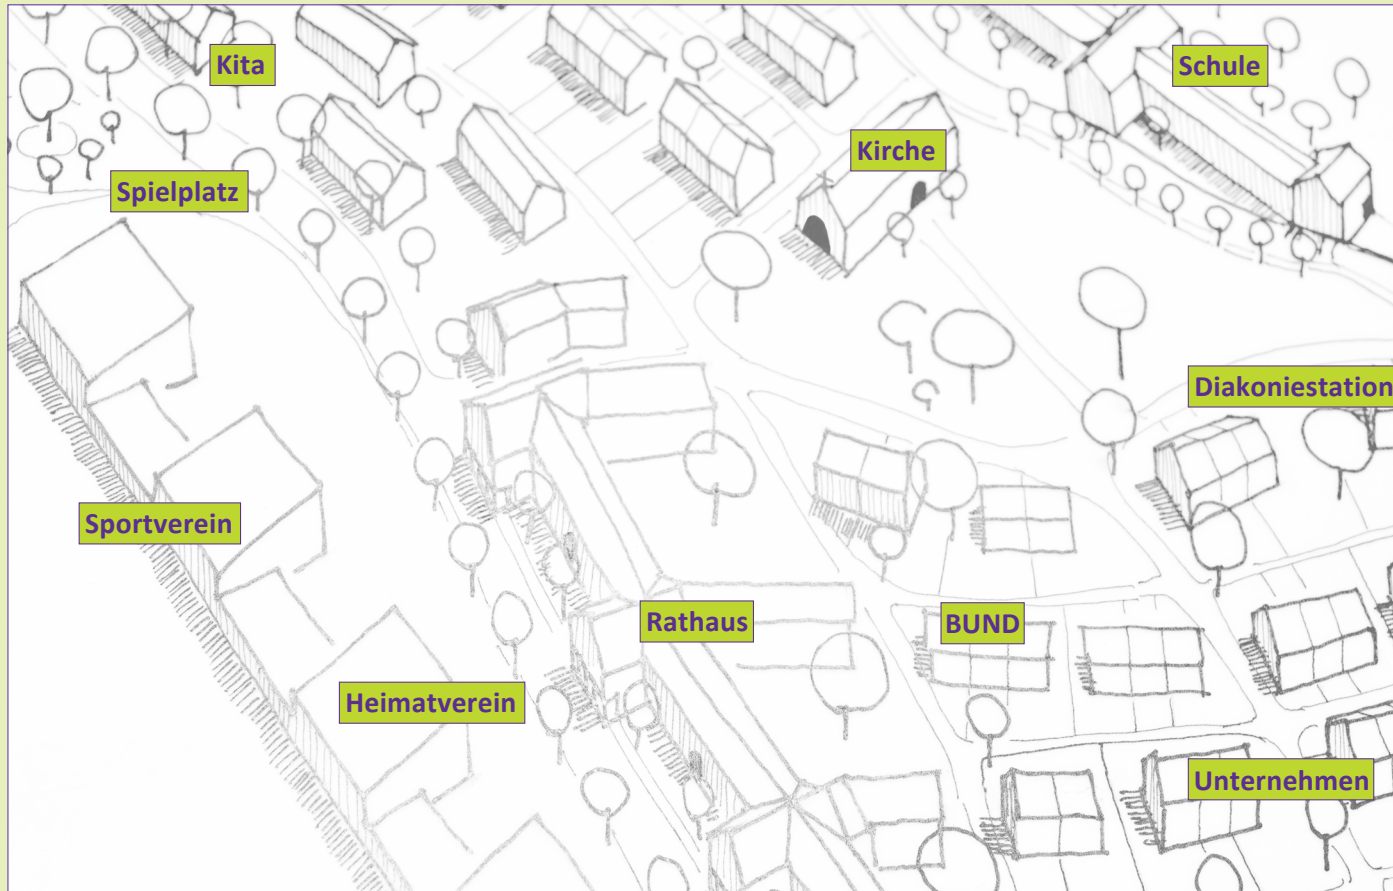 Kita
Schule
Kirche
Spielplatz
Diakoniestation
Sportverein
Rathaus
BUND
Heimatverein
Unternehmen